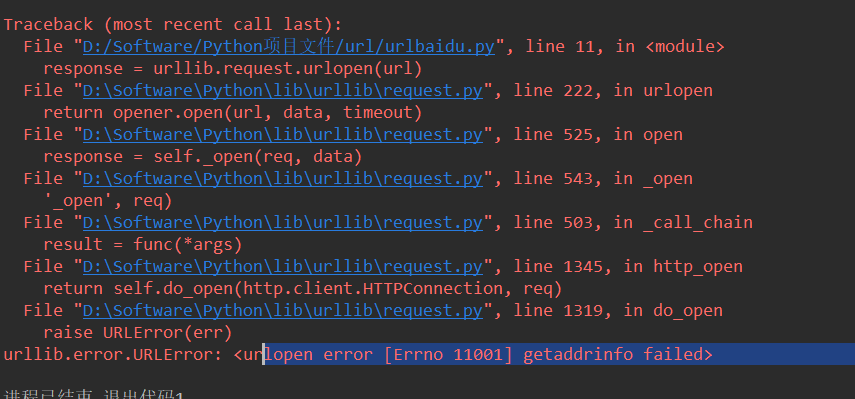 Traceback (most recent call last):
File "D:/Software/Python项目文件/url/urlbaidu.py", line 11, in <module>
response = urllib.request.urlopen(url)
File "D:\Software\Python\lib\urllib\request.py", line 222, in urlopen
return opener.open(url, data, timeout)
File "D:\Software\Python\lib\urllib\request.py", line 525, in open
response = self._open(req, data)
File "D:\Software\Python\lib\urllib\request.py", line 543, in _open
'_open', req)
File "D:\Software\Python\lib\urllib\request.py", line 503, in _call_chain
result = func(*args)
File "D:\Software\Python\lib\urllib\request.py", line 1345, in http_open
return self.do_open(http.client.HTTPConnection, req)
File "D:\Software\Python\lib\urllib\request.py", line 1319, in do_open
raise URLError(err)
urllib.error.URLError: <urlopen error [Errno 11001] getaddrinfo failed>
进程已结束,退出代码1